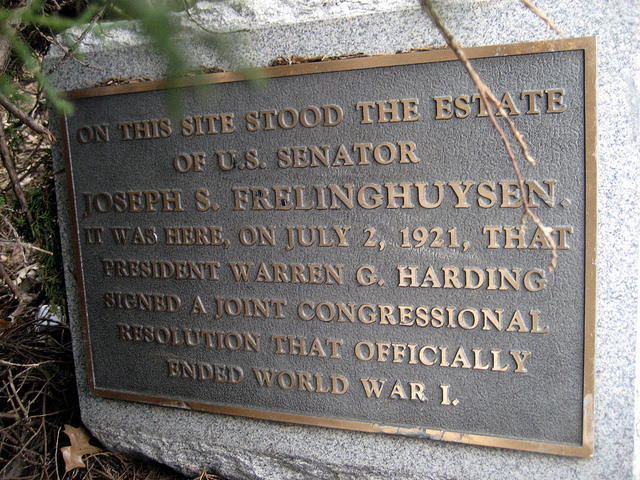 ON THIS SITE STOOD THE ESTATE
OF U.S. SENATOR
JOSEPH S. FRELINGHUYSEN.
IT WAS HERE, ON JULY 2, 1921, THAT
PRESIDENT WARREN G. HARDING
SIGNED A JOINT CONGRESSIONAL
RESOLUTION THAT OFFICIALLY
ENDED WORLD WAR I.